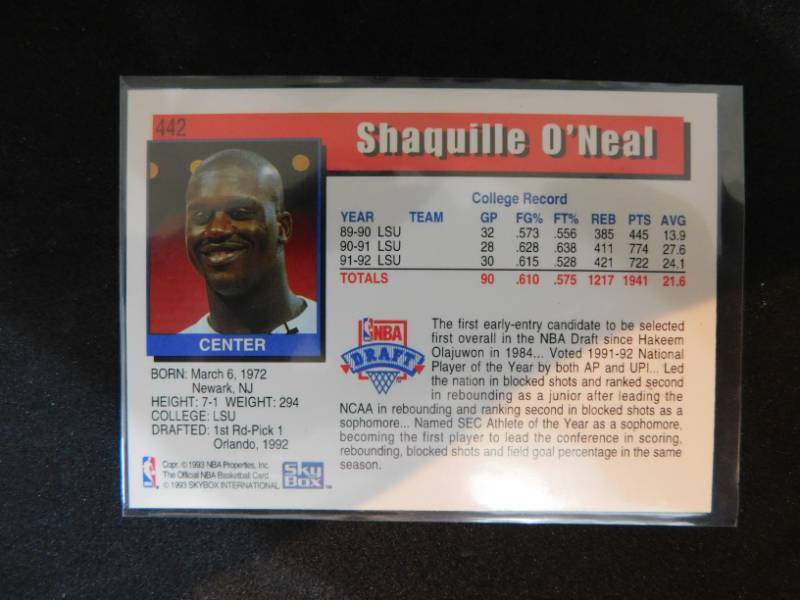 442
Shaquille O'Neal
College Record
YEAR TEAM GP FG% FT% REB PTS AVG
89-90 LSU 32 .573 .556 385 445 13.9
90-91 LSU 28 .628 .638 411 774 27.6
91-92 LSU 30 .615 .528 421 722 24.1
TOTALS 90 .610 .575 1217 1941 21.6
CENTER
BORN: March 6, 1972
Newark, NJ
HEIGHT: 7-1 WEIGHT: 294
COLLEGE: LSU
DRAFTED: 1st Rd-Pick 1
Orlando, 1992
NBA
DRAFT
The first early-entry candidate to be selected
first overall in the NBA Draft since Hakeem
Olajuwon in 1984... Voted 1991-92 National
Player of the Year by both AP and UPI... Led
the nation in blocked shots and ranked second
in rebounding as a junior after leading the
NCAA in rebounding and ranking second in blocked shots as a
sophomore... Named SEC Athlete of the Year as a sophomore,
becoming the first player to lead the conference in scoring,
rebounding, blocked shots and field goal percentage in the same
season.
Copr. © 1993 NBA Properties, Inc.
The Official NBA Basketball Card.
© 1993 SKYBOX INTERNATIONAL
Sky
Box